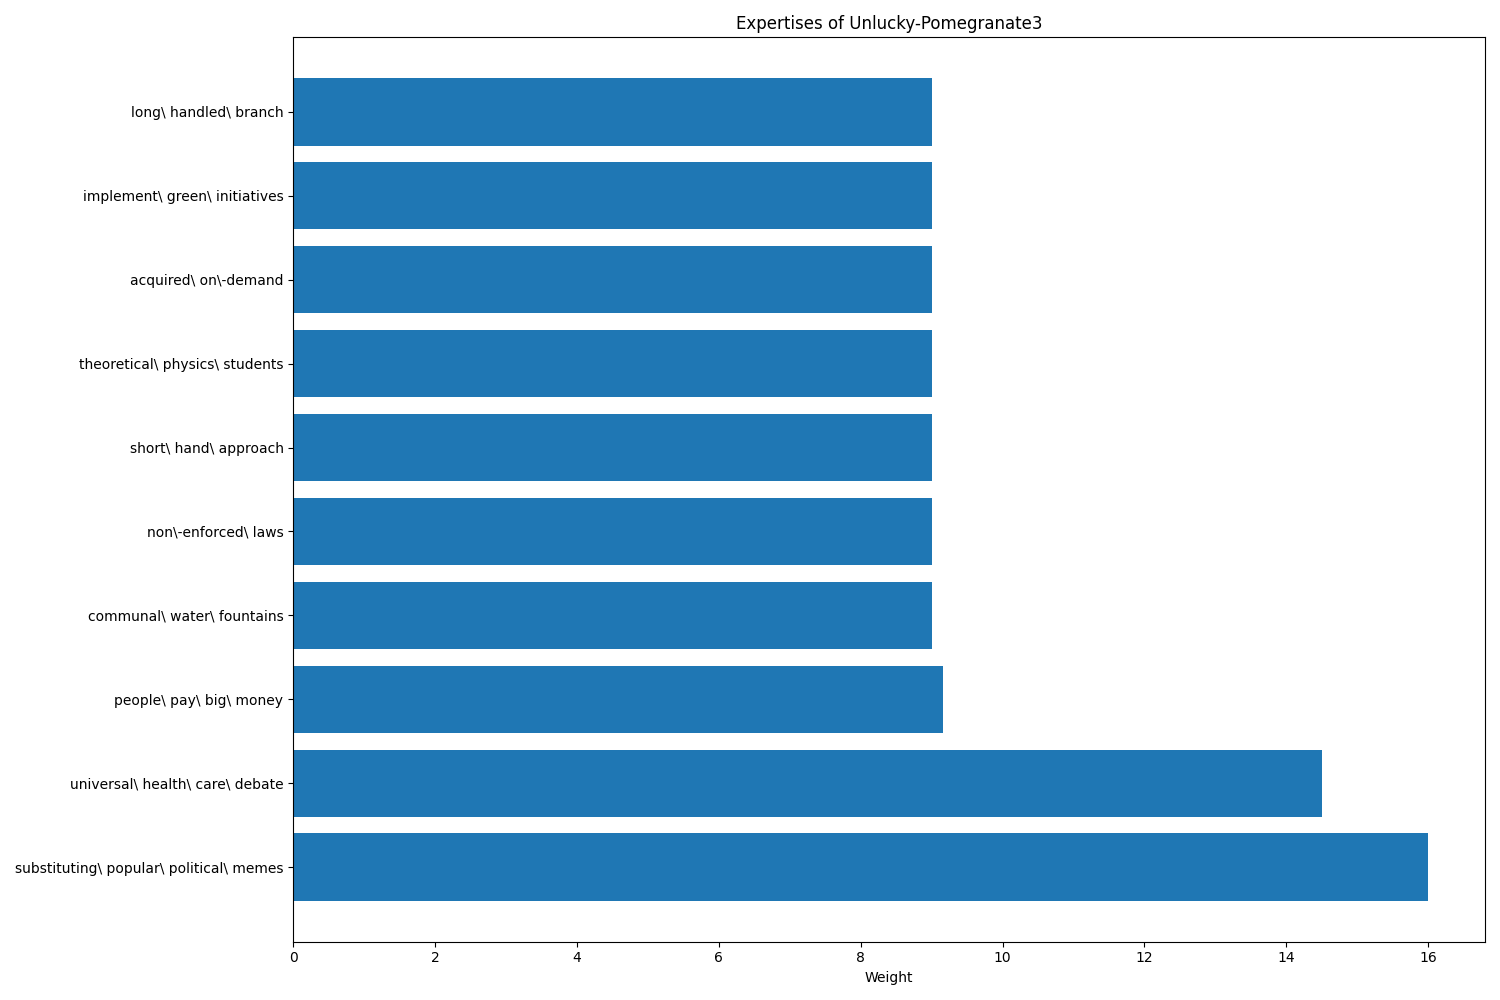 Expertises of Unlucky-Pomegranate3
long\ handled\ branch
implement\ green\ initiatives
acquired\ on\-demand
theoretical\ physics\ students
short\ hand\ approach
non\-enforced\ laws
communal\ water\ fountains
people\ pay\ big\ money
universal\ health\ care\ debate
substituting\ popular\ political\ memes
0 2 4 6 8 10 12 14 16
Weight